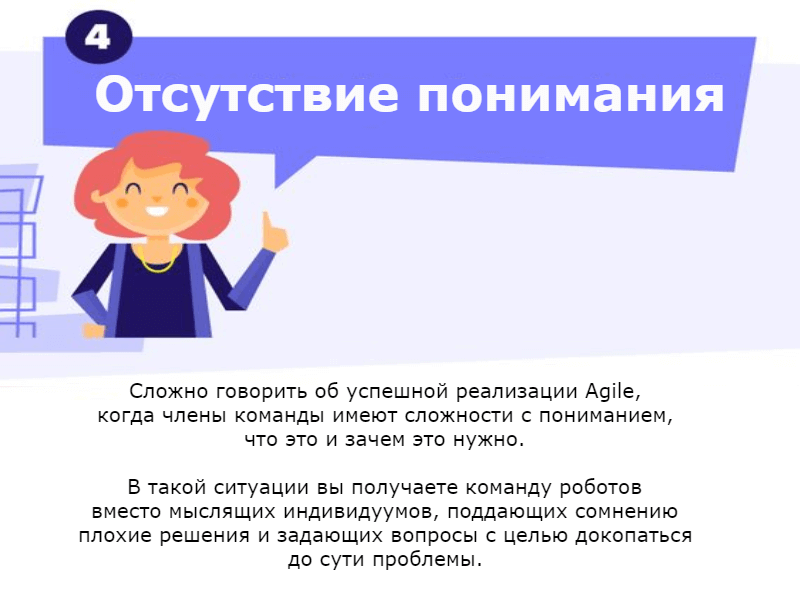 4
Отсутствие понимания
Сложно говорить об успешной реализации Agile,
когда члены команды имеют сложности с пониманием,
что это и зачем это нужно.
В такой ситуации вы получаете команду роботов
вместо мыслящих индивидуумов, поддающих сомнению
плохие решения и задающих вопросы с целью докопаться
до сути проблемы.